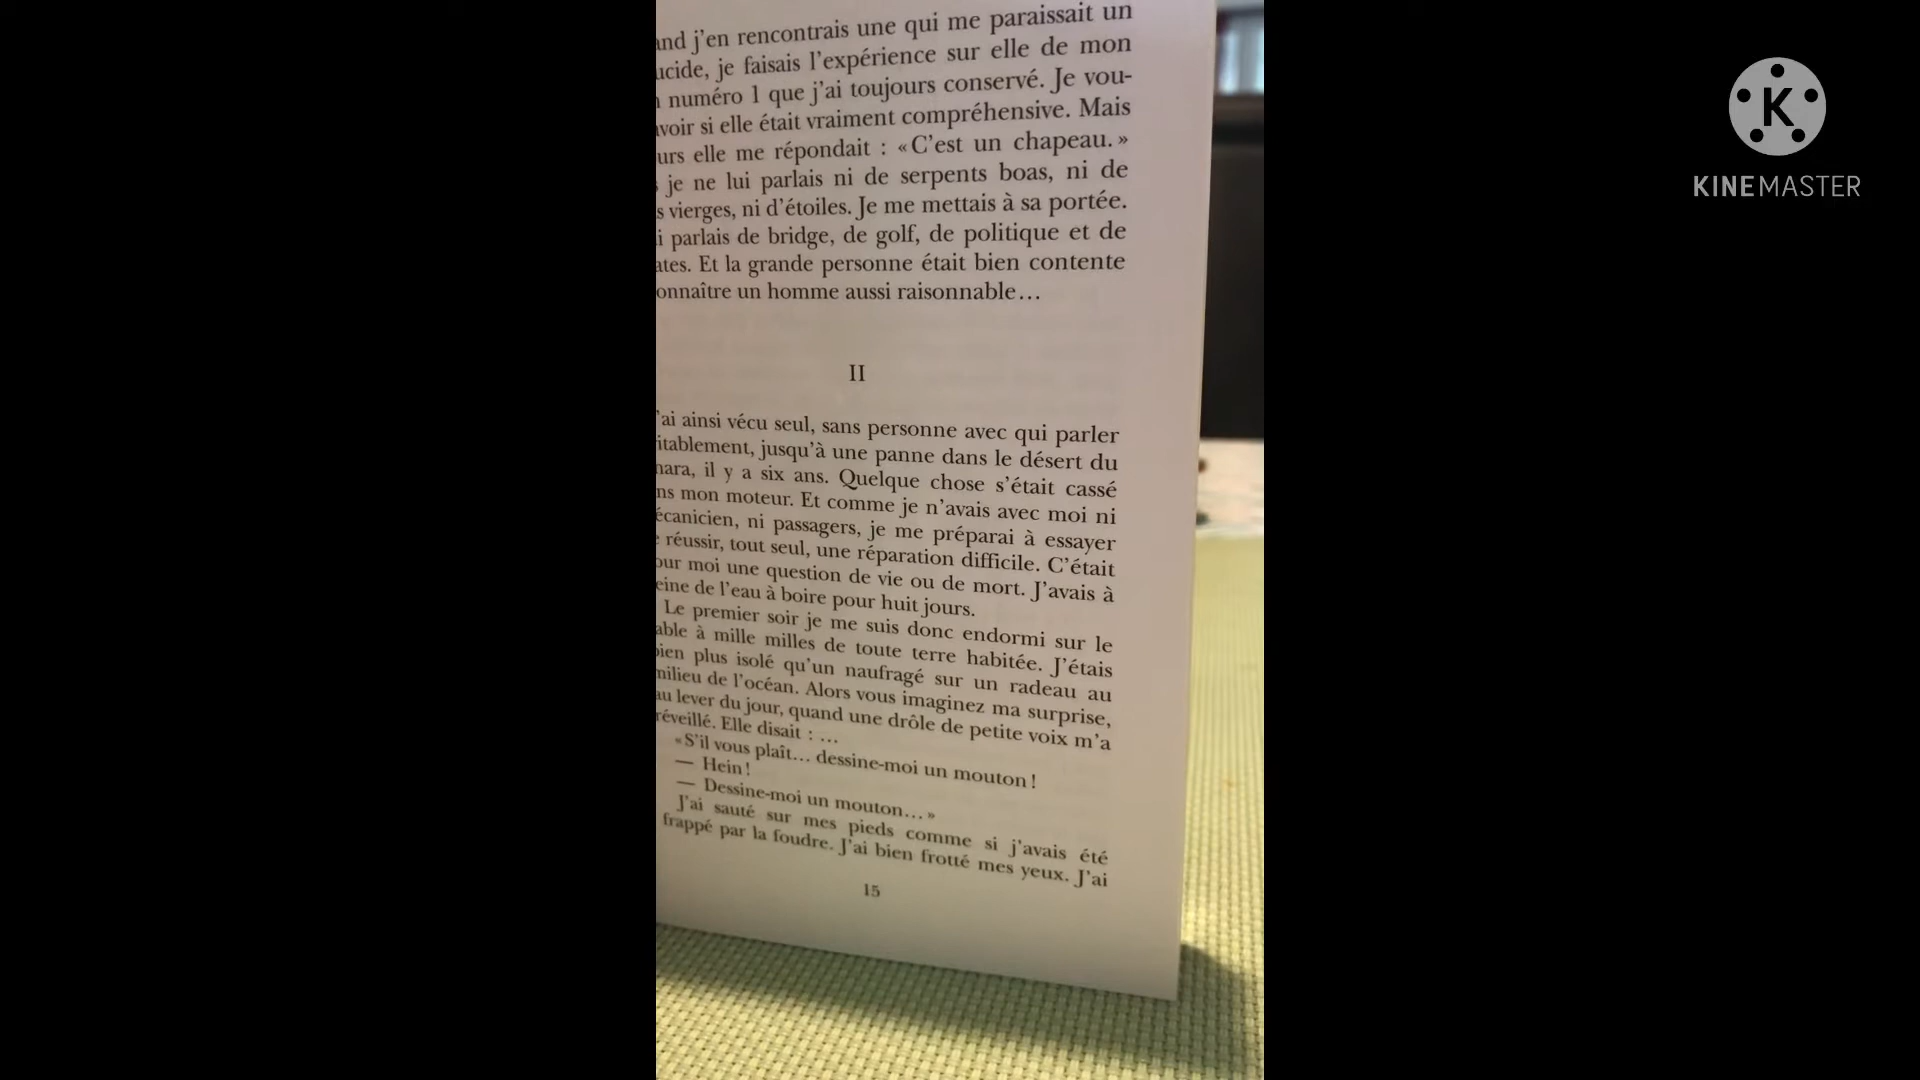 and j'en rencontrais une qui me paraissait un
ucide, je faisais l'expérience sur elle de mon
numéro 1 que j'ai toujours conservé. Je vou-
voir si elle était vraiment compréhensive. Mais
urs elle me répondait : «C'est un chapeau.»
je ne lui parlais ni de serpents boas, ni de
s vierges, ni d'étoiles. Je me mettais à sa portée.
i parlais de bridge, de golf, de politique et de
ates. Et la grande personne était bien contente
onnaître un homme aussi raisonnable...
II
'ai ainsi vécu seul, sans personne avec qui parler
itablement, jusqu'à une panne dans le désert du
hara, il y a six ans. Quelque chose s'était cassé
ns mon moteur. Et comme je n'avais avec moi ni
écanicien, ni passagers, je me préparai à essayer
e réussir, tout seul, une réparation difficile. C'était
our moi une question de vie ou de mort. J'avais à
eine de l'eau à boire pour huit jours.
Le premier soir je me suis donc endormi sur le
able à mille milles de toute terre habitée. J'étais
bien plus isolé qu'un naufragé sur un radeau au
milieu de l'océan. Alors vous imaginez ma surprise,
au lever du jour, quand une drôle de petite voix m'a
réveillé. Elle disait : ...
«S'il vous plaît... dessine-moi un mouton !
— Hein !
— Dessine-moi un mouton...»
J'ai sauté sur mes pieds comme si j'avais été
frappé par la foudre. J'ai bien frotté mes yeux. J'ai
15
K
KINEMASTER